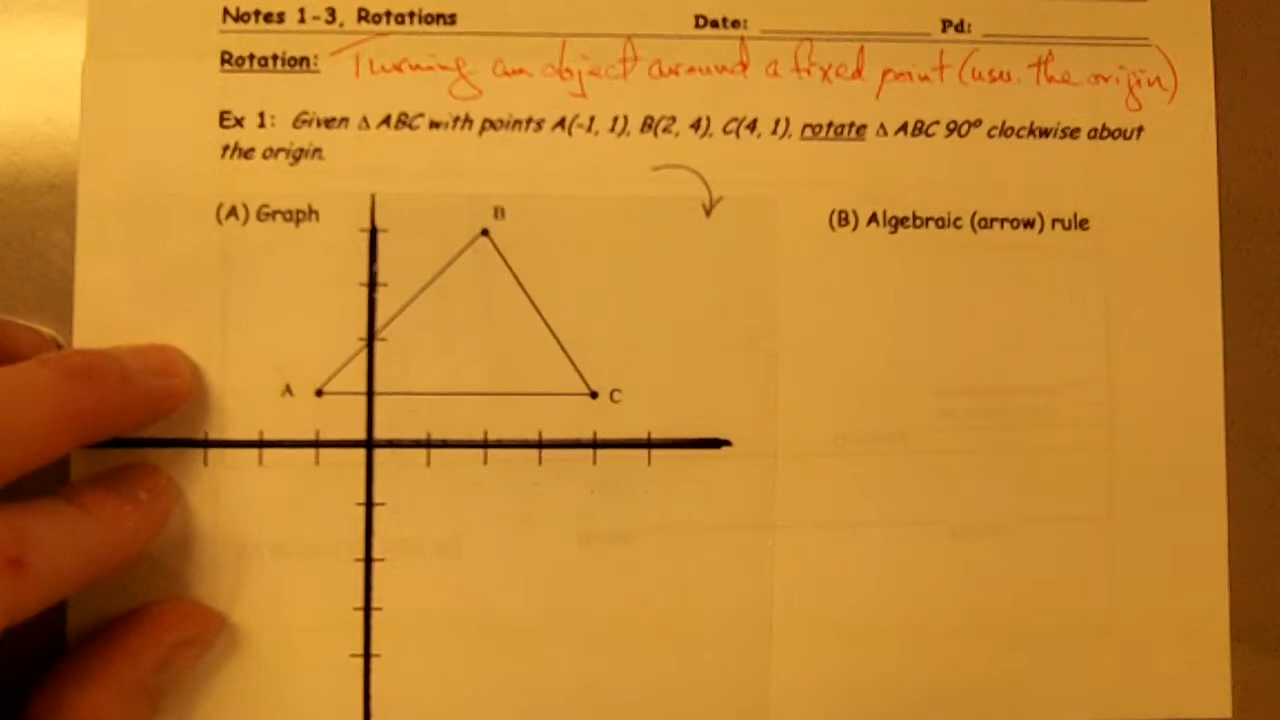 Notes 1-3, Rotations Date: __________ Pd: __________
Rotation: Turning an object around a fixed point (usu. the origin)
Ex 1: Given Δ ABC with points A(-1, 1), B(2, 4), C(4, 1), rotate Δ ABC 90° clockwise about
the origin.
(A) Graph
(B) Algebraic (arrow) rule
B
A
C